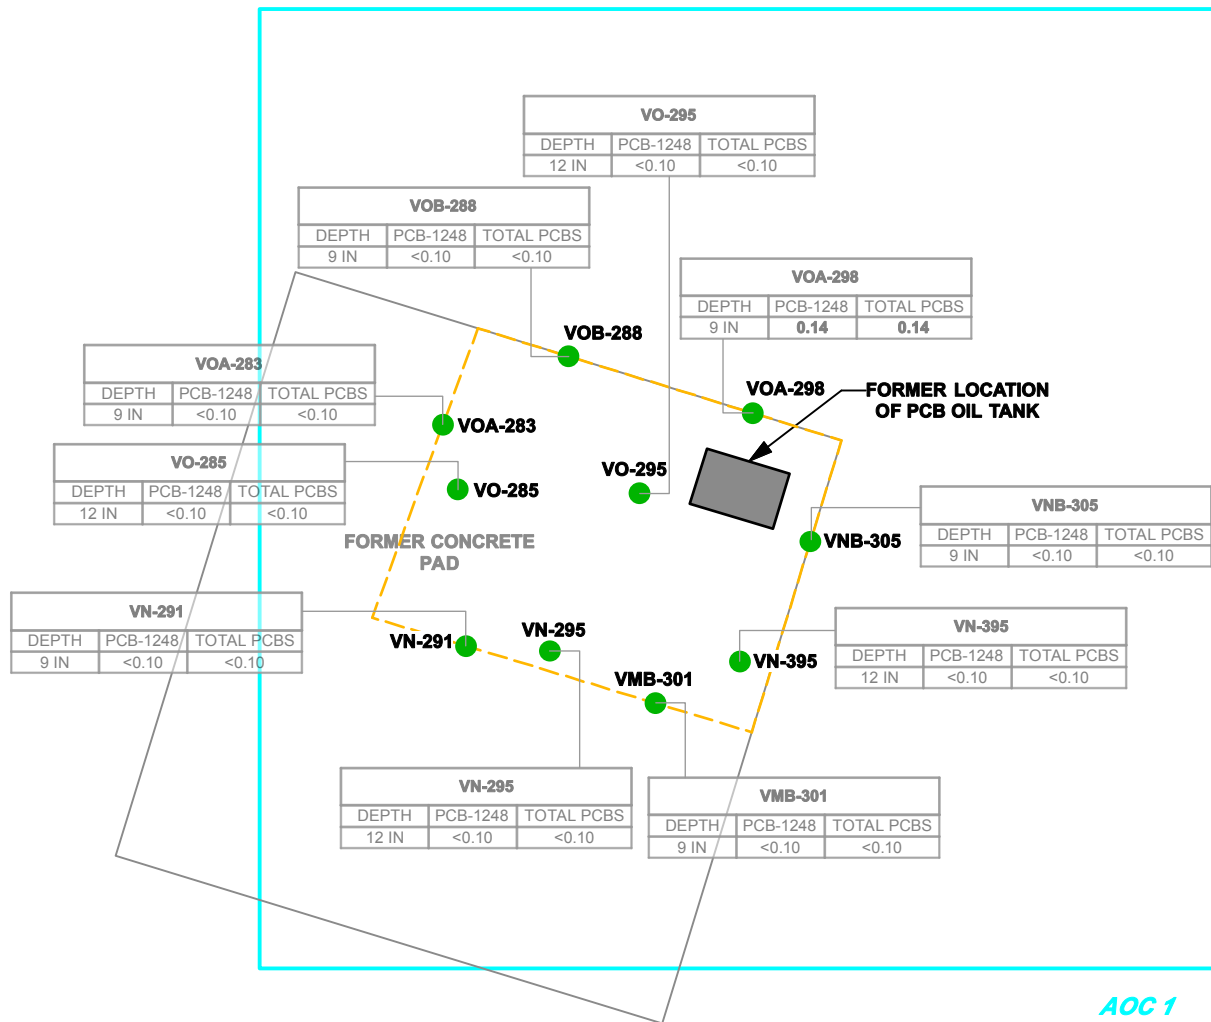 VO-295
DEPTH PCB-1248 TOTAL PCBS
12 IN <0.10 <0.10
VOB-288
DEPTH PCB-1248 TOTAL PCBS
9 IN <0.10 <0.10
VOA-298
DEPTH PCB-1248 TOTAL PCBS
9 IN 0.14 0.14
VOB-288
VOA-283
DEPTH PCB-1248 TOTAL PCBS
9 IN <0.10 <0.10
VOA-298
FORMER LOCATION
OF PCB OIL TANK
VOA-283
VO-285
DEPTH PCB-1248 TOTAL PCBS
12 IN <0.10 <0.10
VO-295
VO-285
VNB-305
DEPTH PCB-1248 TOTAL PCBS
9 IN <0.10 <0.10
FORMER CONCRETE
PAD
VNB-305
VN-291
DEPTH PCB-1248 TOTAL PCBS
9 IN <0.10 <0.10
VN-291
VN-295
VN-395
DEPTH PCB-1248 TOTAL PCBS
12 IN <0.10 <0.10
VN-395
VMB-301
VN-295
DEPTH PCB-1248 TOTAL PCBS
12 IN <0.10 <0.10
VMB-301
DEPTH PCB-1248 TOTAL PCBS
9 IN <0.10 <0.10
AOC 1